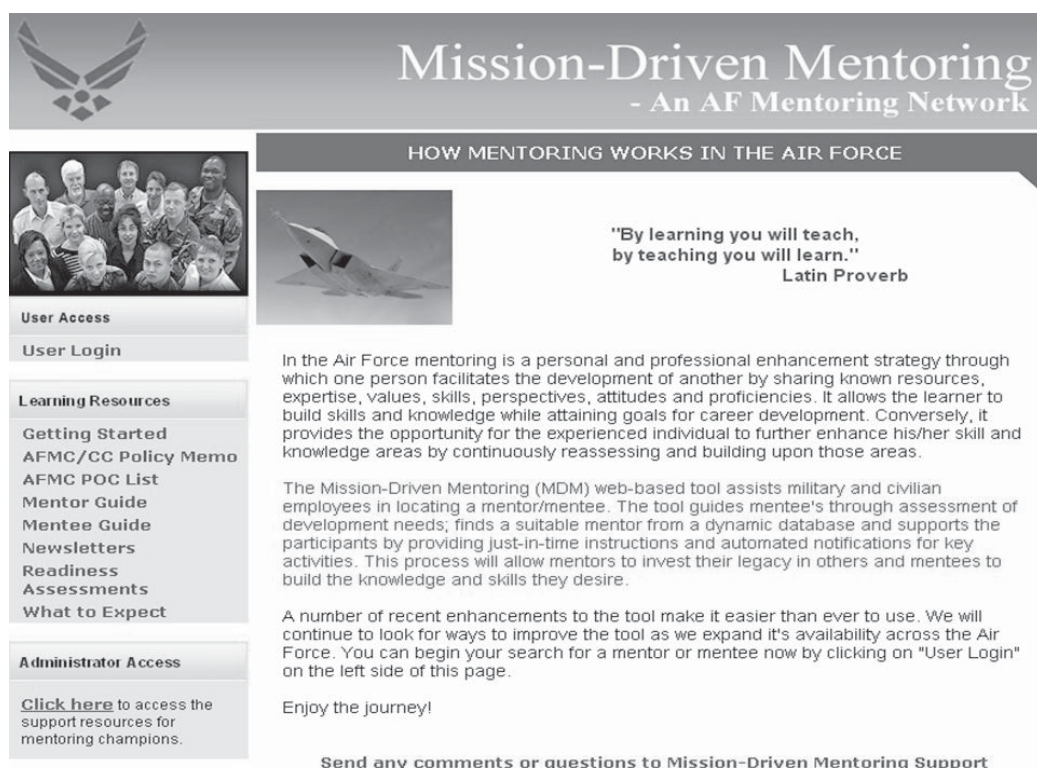 Mission-Driven Mentoring
- An AF Mentoring Network
HOW MENTORING WORKS IN THE AIR FORCE
"By learning you will teach,
by teaching you will learn."
Latin Proverb
User Access
User Login
Learning Resources
Getting Started
AFMC/CC Policy Memo
AFMC POC List
Mentor Guide
Mentee Guide
Newsletters
Readiness
Assessments
What to Expect
Administrator Access
Click here to access the
support resources for
mentoring champions.
In the Air Force mentoring is a personal and professional enhancement strategy through
which one person facilitates the development of another by sharing known resources,
expertise, values, skills, perspectives, attitudes and proficiencies. It allows the learner to
build skills and knowledge while attaining goals for career development. Conversely, it
provides the opportunity for the experienced individual to further enhance his/her skill and
knowledge areas by continuously reassessing and building upon those areas.
The Mission-Driven Mentoring (MDM) web-based tool assists military and civilian
employees in locating a mentor/mentee. The tool guides mentee's through assessment of
development needs; finds a suitable mentor from a dynamic database and supports the
participants by providing just-in-time instructions and automated notifications for key
activities. This process will allow mentors to invest their legacy in others and mentees to
build the knowledge and skills they desire.
A number of recent enhancements to the tool make it easier than ever to use. We will
continue to look for ways to improve the tool as we expand it's availability across the Air
Force. You can begin your search for a mentor or mentee now by clicking on "User Login"
on the left side of this page.
Enjoy the journey!
Send any comments or questions to Mission-Driven Mentoring Support